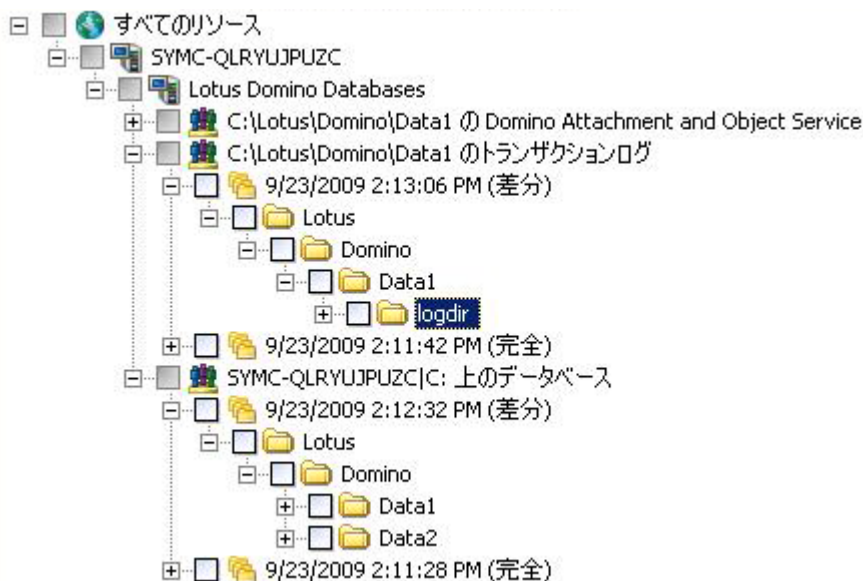 すべてのリソース
SYMC-QLRYUJPUZC
Lotus Domino Databases
C:\Lotus\Domino\Data1 の Domino Attachment and Object Service
C:\Lotus\Domino\Data1 のトランザクションログ
9/23/2009 2:13:06 PM (差分)
Lotus
Domino
Data1
logdir
9/23/2009 2:11:42 PM (完全)
SYMC-QLRYUJPUZC|C: 上のデータベース
9/23/2009 2:12:32 PM (差分)
Lotus
Domino
Data1
Data2
9/23/2009 2:11:28 PM (完全)